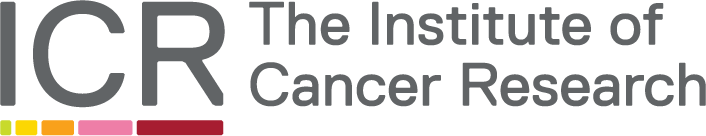 ICR
The Institute of
Cancer Research